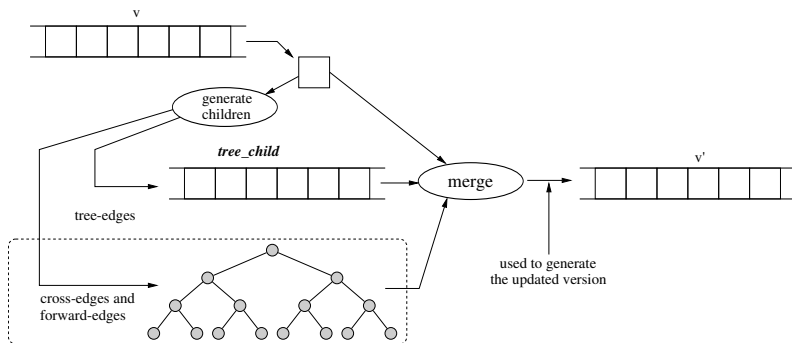 v
generate
children
tree_child
merge
v'
tree-edges
used to generate
the updated version
cross-edges and
forward-edges